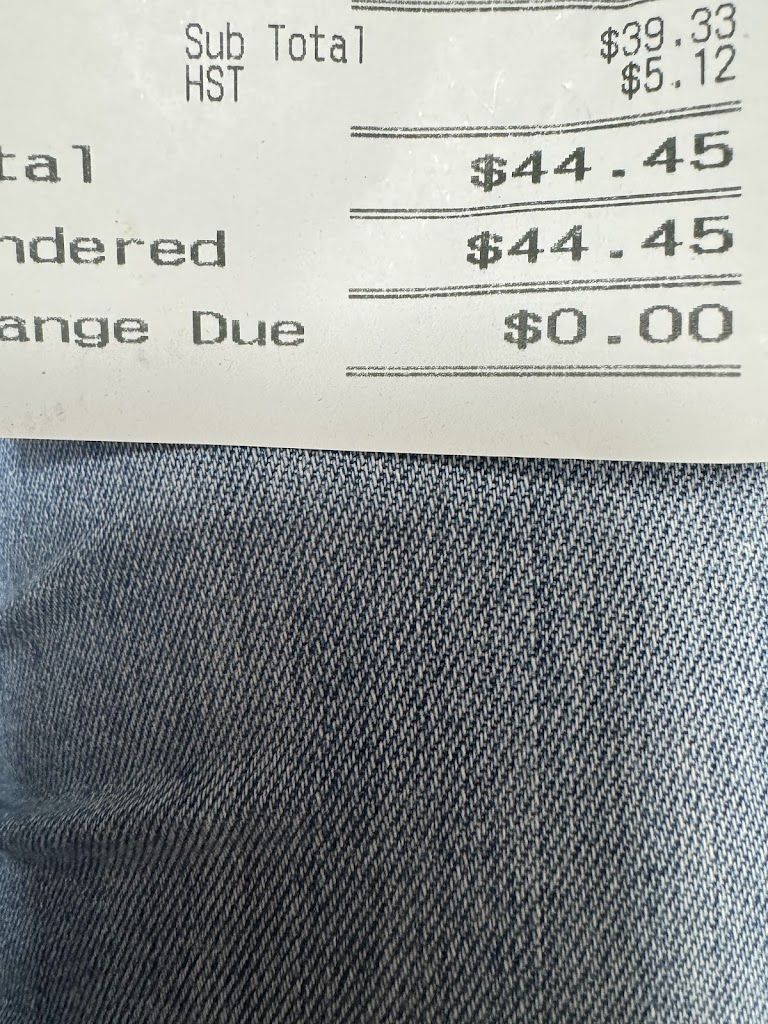 Sub Total $39.33
HST $5.12
tal $44.45
ndered $44.45
ange Due $0.00